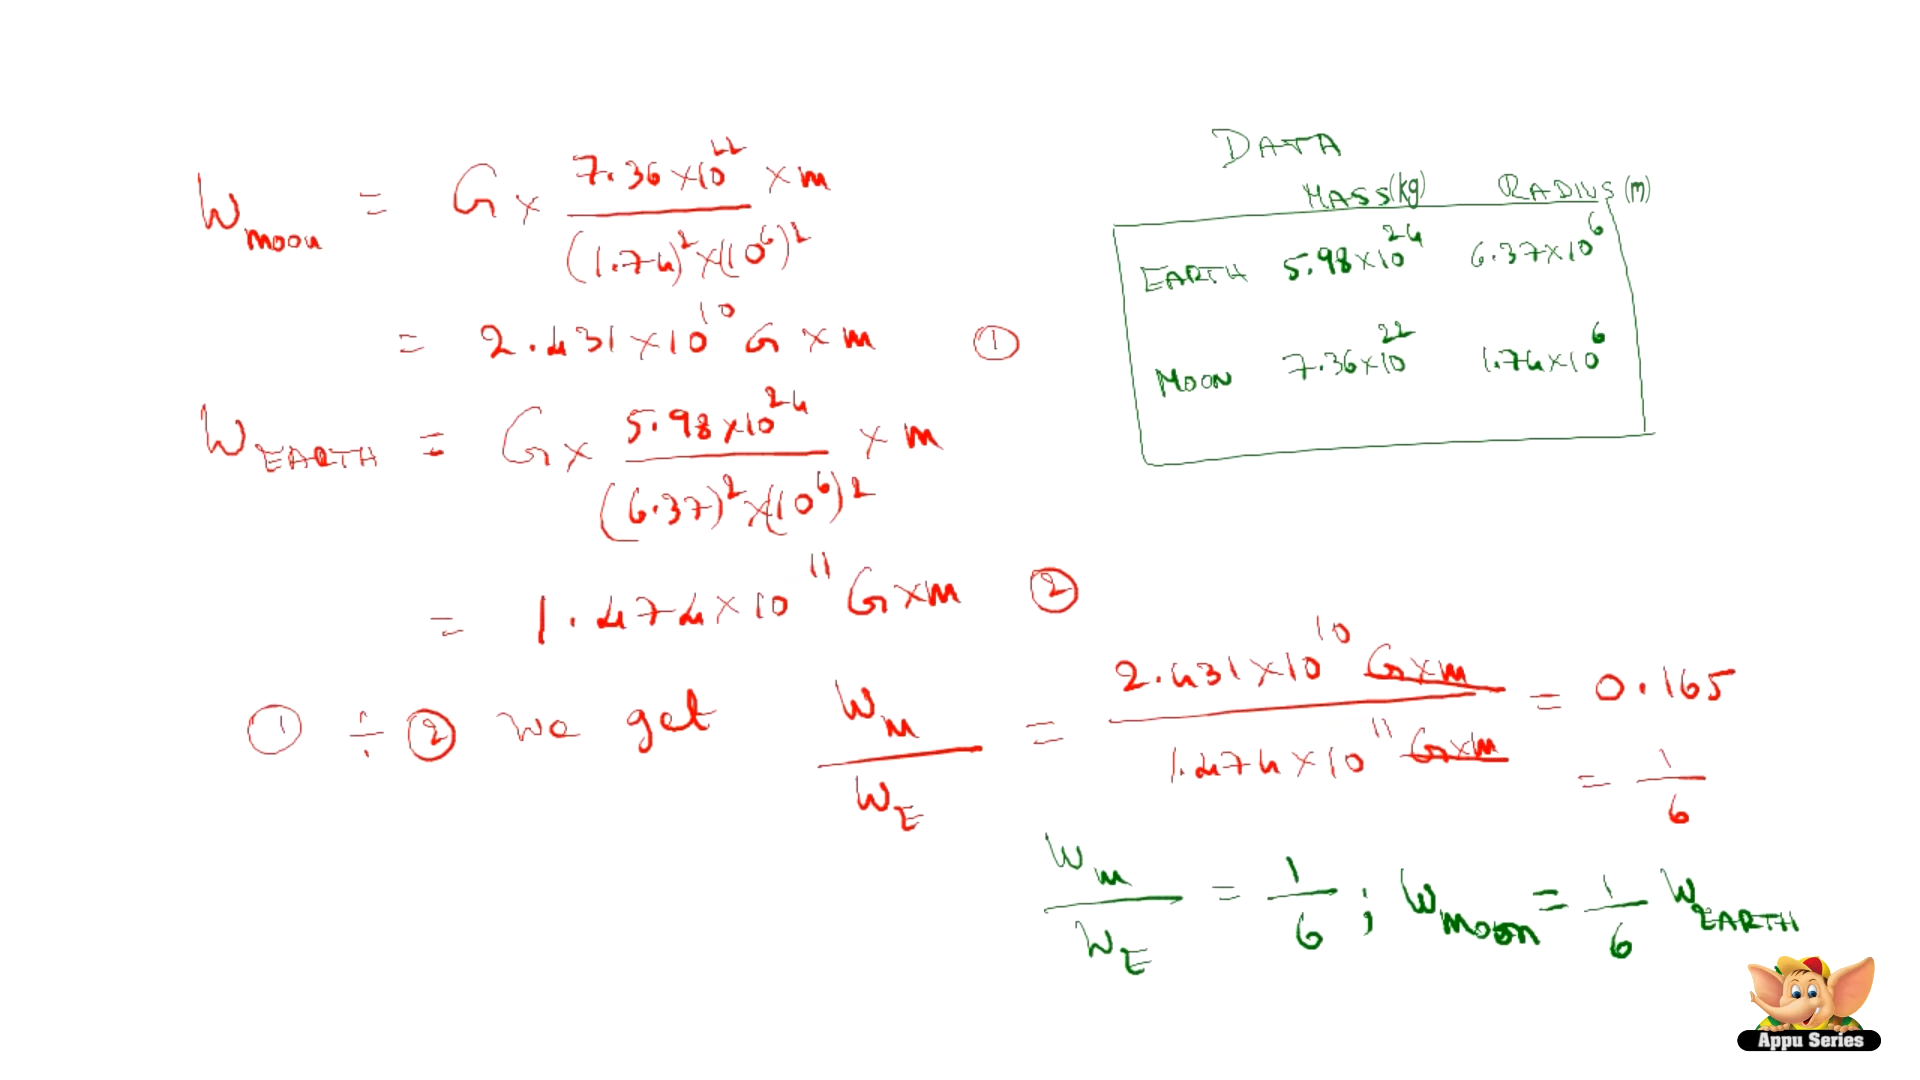 W_moon = G × 7.36×10^22 / (1.74)^2×(10^6)^2 × m
= 2.431×10^10 G × m ①
W_EARTH = G × 5.98×10^24 / (6.37)^2×(10^6)^2 × m
= 1.474×10^11 G×m ②
① ÷ ② we get W_M / W_E = 2.431×10^10 G×m / 1.474×10^11 G×m = 0.165
= 1/6
W_M / W_E = 1/6 ; W_moon = 1/6 W_EARTH
DATA
MASS(kg) RADIUS(m)
EARTH 5.98×10^24 6.37×10^6
MOON 7.36×10^22 1.74×10^6
Appu Series